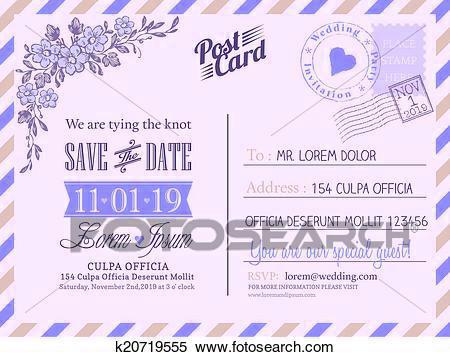 Post
Card
Wedding Party
Invitation
PLACE
STAMP
HERE
NOV
1
2019
We are tying the knot
SAVE The DATE
11·01·19
Lorem Ipsum
CULPA OFFICIA
154 Culpa Officia Deserunt Mollit
Saturday, November 2nd,2019 at 3 o' clock
To : MR. LOREM DOLOR
Address : 154 CULPA OFFICIA
OFFICIA DESERUNT MOLLIT 123456
You are our special guest!
RSVP: lorem@wedding.com
FOR MORE INFORMATION PLEASE VISIT
www.loremandipsum.com
FOTOSEARCH
k20719555 www.fotosearch.com